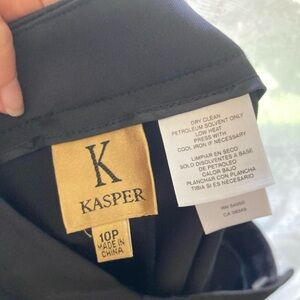 K
KASPER
10P
MADE IN
CHINA
DRY CLEAN
PETROLEUM SOLVENT ONLY
LOW HEAT
PRESS WITH
COOL IRON IF NECESSARY
LIMPIAR EN SECO
SOLO DISOLVENTES A BASE
DE PETROLEO
CALOR BAJO
PLANCHAR CON PLANCHA
TIBIA SI ES NECESARIO